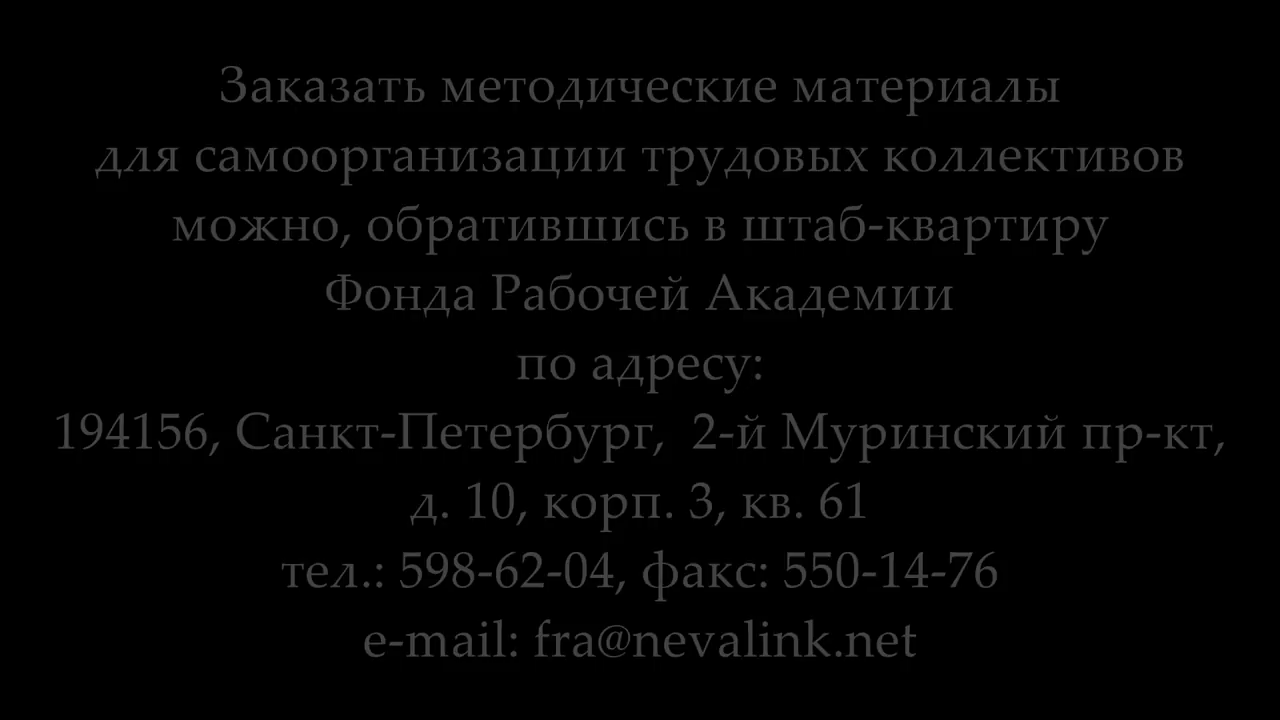 Заказать методические материалы
для самоорганизации трудовых коллективов
можно, обратившись в штаб-квартиру
Фонда Рабочей Академии
по адресу:
194156, Санкт-Петербург,  2-й Муринский пр-кт,
д. 10, корп. 3, кв. 61
тел.: 598-62-04, факс: 550-14-76
e-mail: fra@nevalink.net